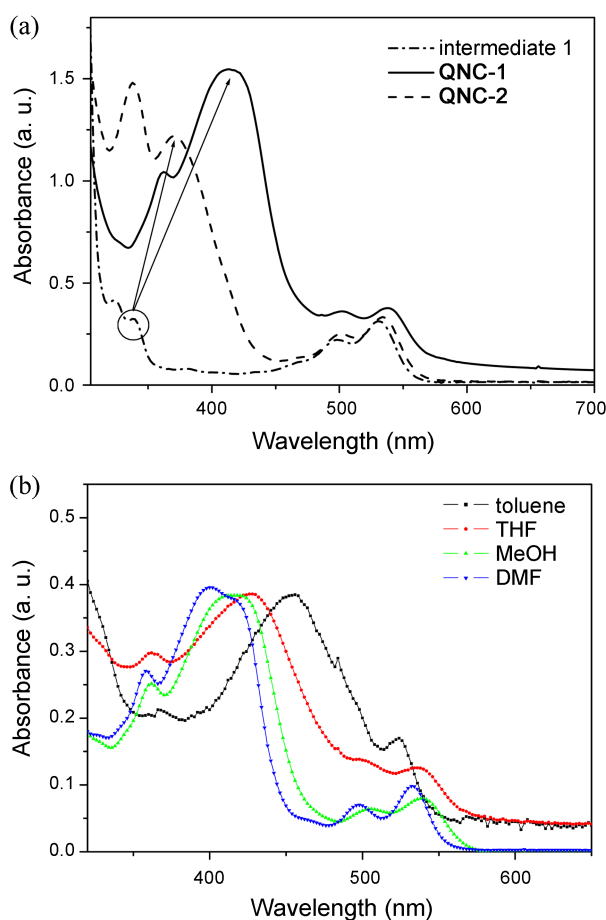 (a)
intermediate 1
QNC-1
QNC-2
Absorbance (a. u.)
1.5
1.0
0.5
0.0
400 500 600 700
Wavelength (nm)
(b)
toluene
THF
MeOH
DMF
Absorbance (a. u.)
0.5
0.4
0.3
0.2
0.1
0.0
400 500 600
Wavelength (nm)